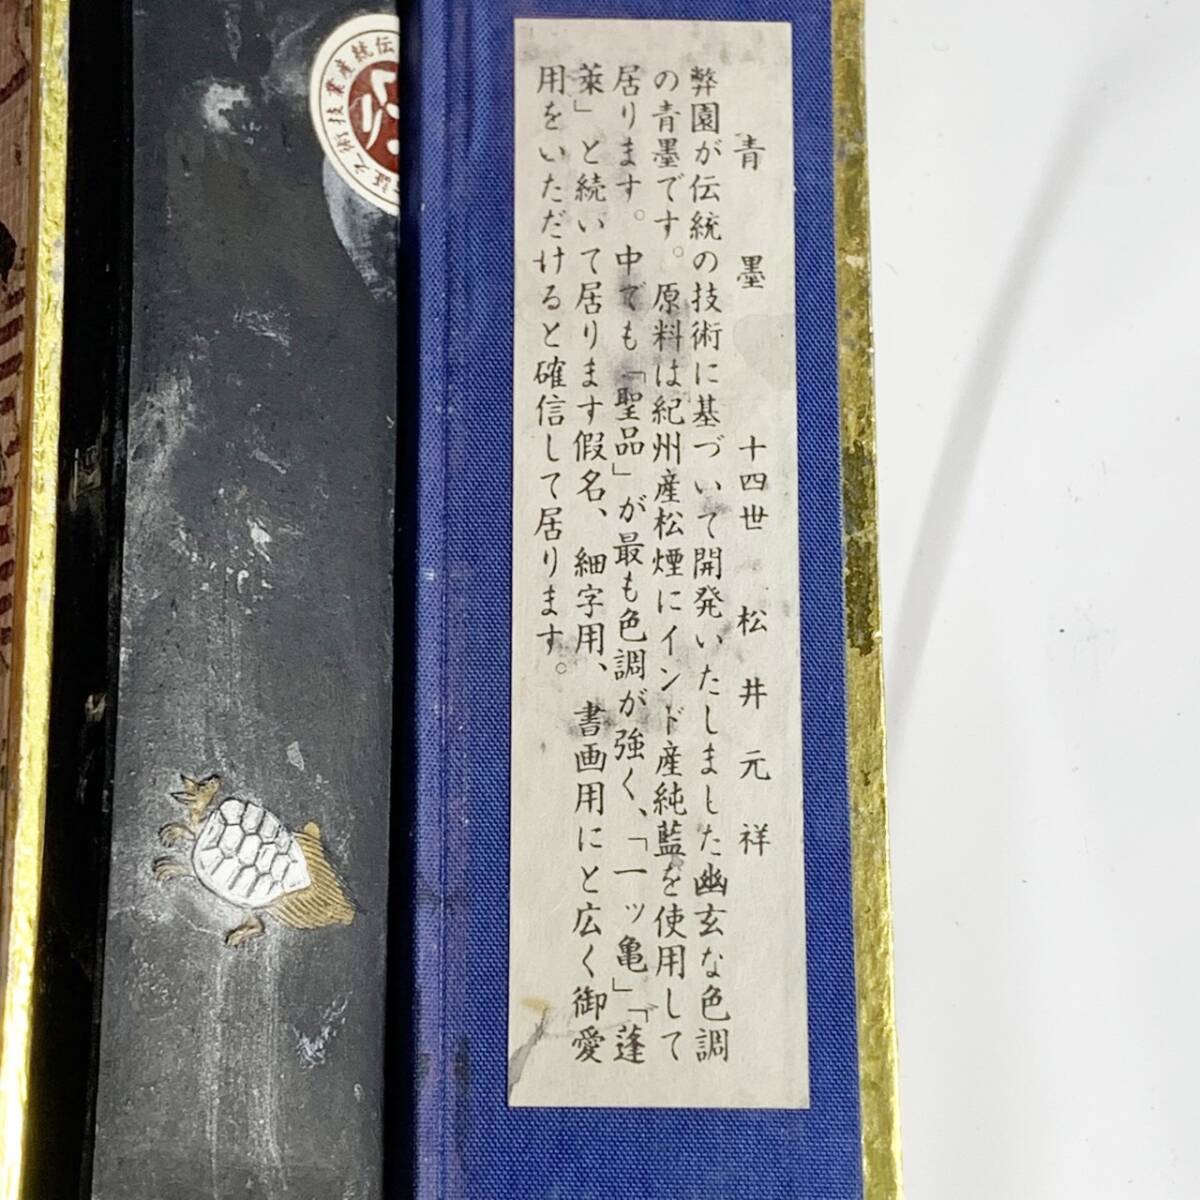 青墨　十四世　松井元祥
弊園が伝統の技術に基づいて開発いたしました幽玄な色調
の青墨です。原料は紀州産松煙にインド産純藍を使用して
居ります。中でも「聖品」が最も色調が強く、「一ッ亀」「蓬
萊」と続いて居ります假名、細字用、書画用にと広く御愛
用をいただけると確信して居ります。